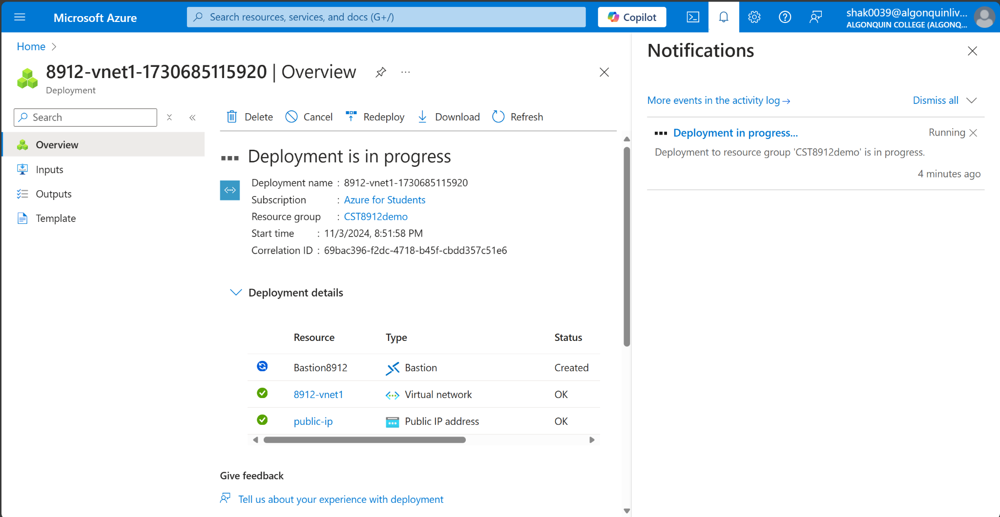 Microsoft Azure
Search resources, services, and docs (G+/)
Copilot
shak0039@algonquinliv...
ALGONQUIN COLLEGE (ALGONQ...
Home
8912-vnet1-1730685115920 | Overview
Deployment
Search
Overview
Inputs
Outputs
Template
Delete
Cancel
Redeploy
Download
Refresh
Deployment is in progress
Deployment name : 8912-vnet1-1730685115920
Subscription : Azure for Students
Resource group : CST8912demo
Start time : 11/3/2024, 8:51:58 PM
Correlation ID : 69bac396-f2dc-4718-b45f-cbdd357c51e6
Deployment details
Resource Type Status
Bastion8912 Bastion Created
8912-vnet1 Virtual network OK
public-ip Public IP address OK
Give feedback
Tell us about your experience with deployment
Notifications
More events in the activity log→
Dismiss all
Deployment in progress... Running
Deployment to resource group 'CST8912demo' is in progress.
4 minutes ago